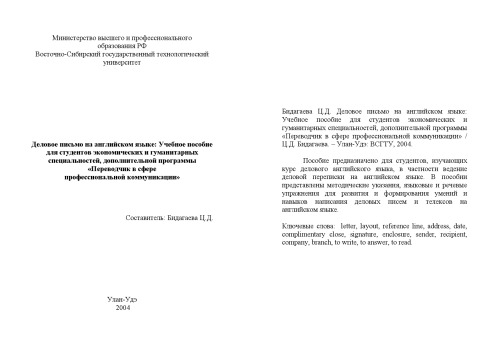 Министерство высшего и профессионального
образования РФ
Восточно-Сибирский государственный технологический
университет
Деловое письмо на английском языке: Учебное пособие
для студентов экономических и гуманитарных
специальностей, дополнительной программы
«Переводчик в сфере
профессиональной коммуникации»
Составитель: Бидагаева Ц.Д.
Улан-Удэ
2004
Бидагаева Ц.Д. Деловое письмо на английском языке:
Учебное пособие для студентов экономических и
гуманитарных специальностей, дополнительной программы
«Переводчик в сфере профессиональной коммуникации» /
Ц.Д. Бидагаева. – Улан-Удэ: ВСГТУ, 2004.
Пособие предназначено для студентов, изучающих
курс делового английского языка, в частности ведение
деловой переписки на английском языке. В пособии
представлены методические указания, языковые и речевые
упражнения для развития и формирования умений и
навыков написания деловых писем и телексов на
английском языке.
Ключевые слова: letter, layout, reference line, address, date,
complimentary close, signature, enclosure, sender, recipient,
company, branch, to write, to answer, to read.